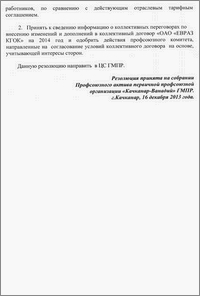 работников, по сравнению с действующим отраслевым тарифным
соглашением.
2. Принять к сведению информацию о коллективных переговорах по
внесению изменений и дополнений в коллективный договор «ОАО «ЕВРАЗ
КГОК» на 2014 год и одобрить действия профсоюзного комитета,
направленные на согласование условий коллективного договора на основе,
учитывающей интересы сторон.
Данную резолюцию направить в ЦС ГМПР.
Резолюция принята на собрании
Профсоюзного актива первичной профсоюзной
организации «Качканар-Ванадий» ГМПР.
г.Качканар, 16 декабря 2013 года.